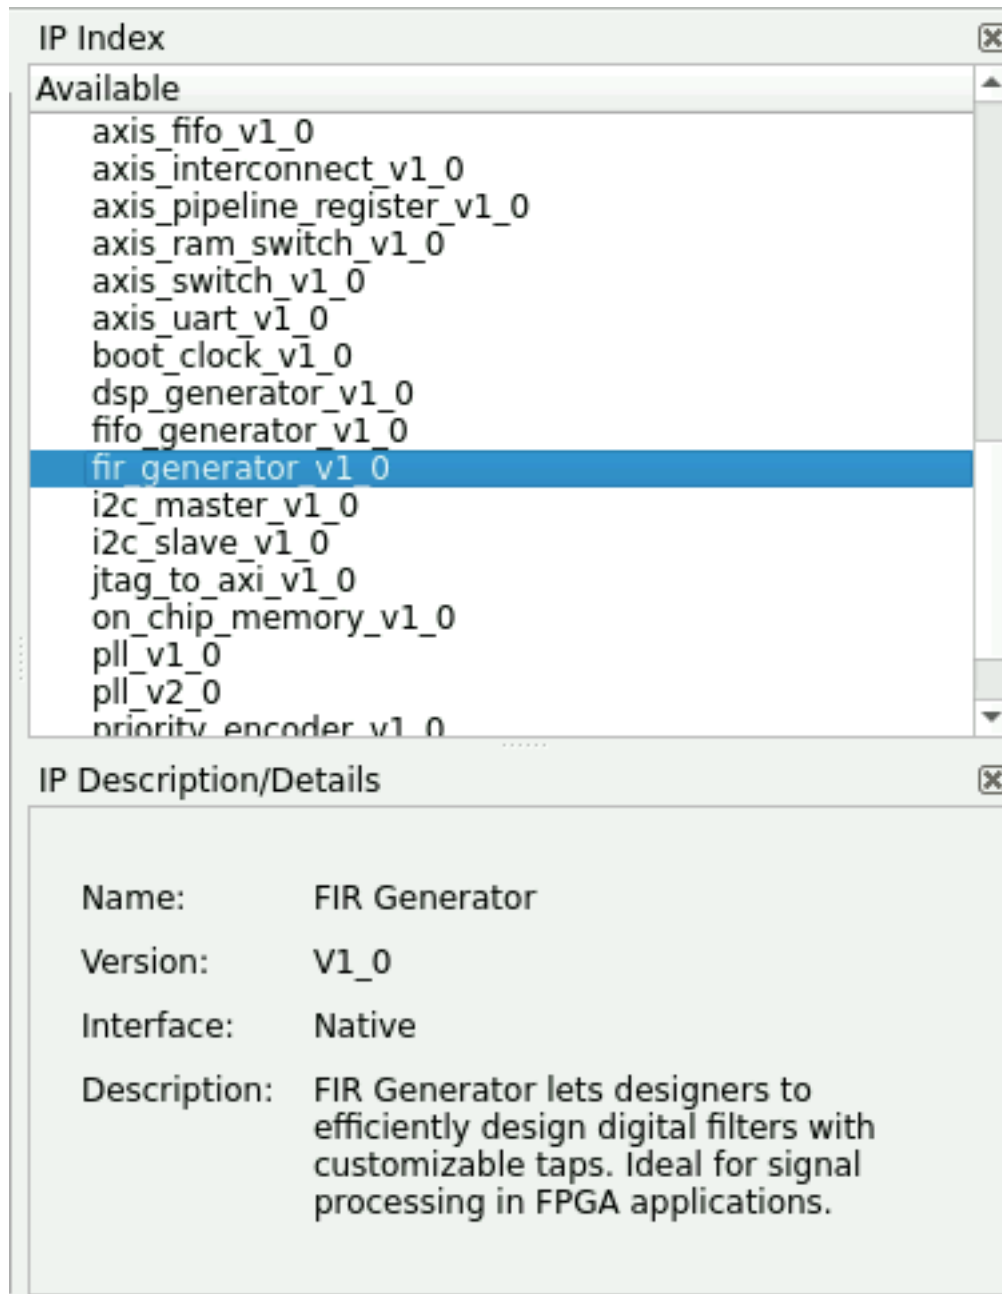 IP Index
Available
axis_fifo_v1_0
axis_interconnect_v1_0
axis_pipeline_register_v1_0
axis_ram_switch_v1_0
axis_switch_v1_0
axis_uart_v1_0
boot_clock_v1_0
dsp_generator_v1_0
fifo_generator_v1_0
fir_generator_v1_0
i2c_master_v1_0
i2c_slave_v1_0
jtag_to_axi_v1_0
on_chip_memory_v1_0
pll_v1_0
pll_v2_0
priority_encoder_v1_0
IP Description/Details
Name: FIR Generator
Version: V1_0
Interface: Native
Description: FIR Generator lets designers to
efficiently design digital filters with
customizable taps. Ideal for signal
processing in FPGA applications.